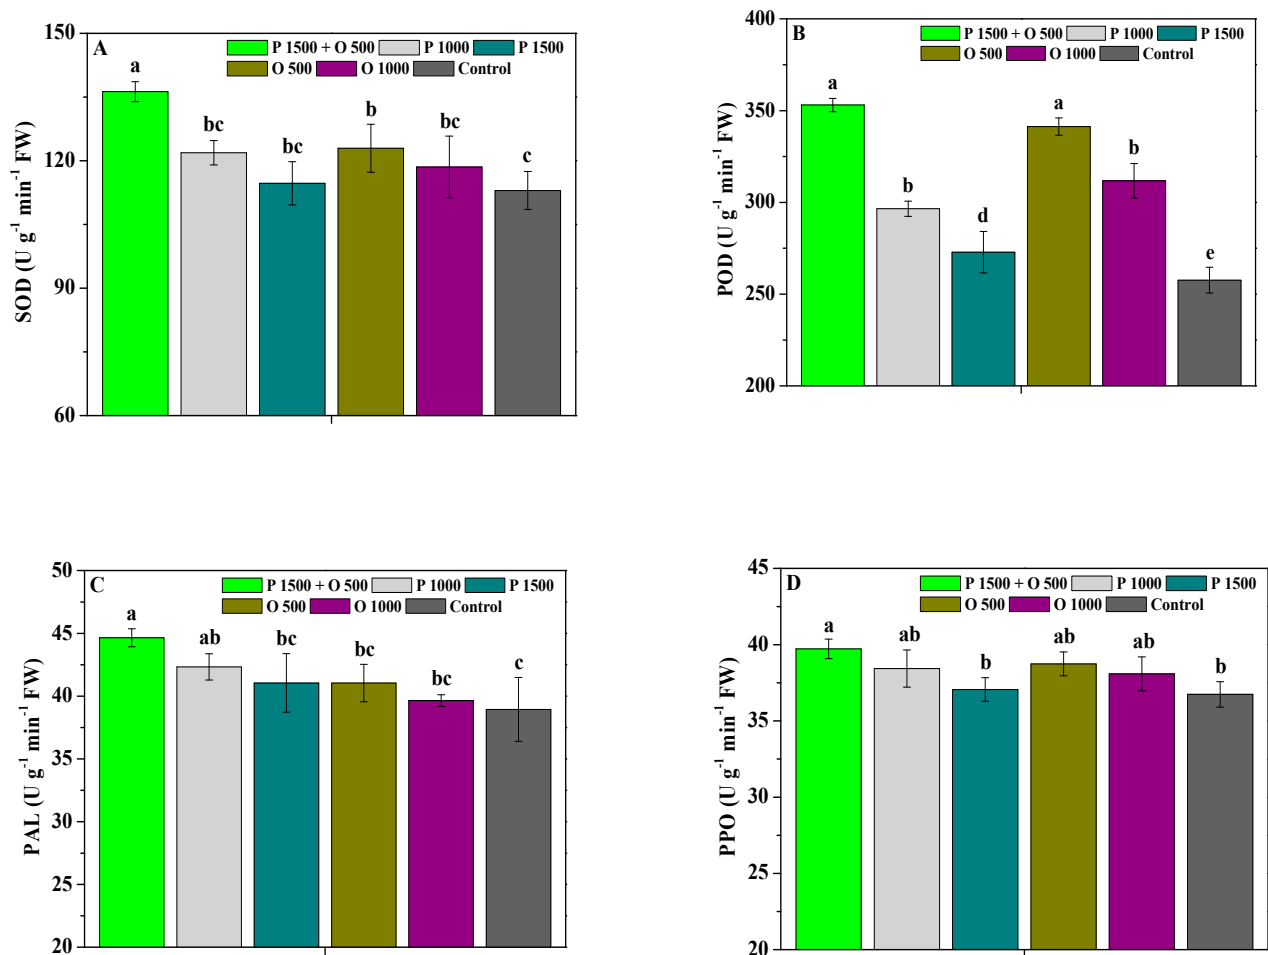 A
P 1500 + O 500 P 1000 P 1500
O 500 O 1000 Control
SOD (U g⁻¹ min⁻¹ FW)
150
120
90
60
a
bc
bc
b
bc
c
B
P 1500 + O 500 P 1000 P 1500
O 500 O 1000 Control
POD (U g⁻¹ min⁻¹ FW)
400
350
300
250
200
a
b
d
a
b
e
C
P 1500 + O 500 P 1000 P 1500
O 500 O 1000 Control
PAL (U g⁻¹ min⁻¹ FW)
50
45
40
35
30
25
20
a
ab
bc
bc
bc
c
D
P 1500 + O 500 P 1000 P 1500
O 500 O 1000 Control
PPO (U g⁻¹ min⁻¹ FW)
45
40
35
30
25
20
a
ab
b
ab
ab
b